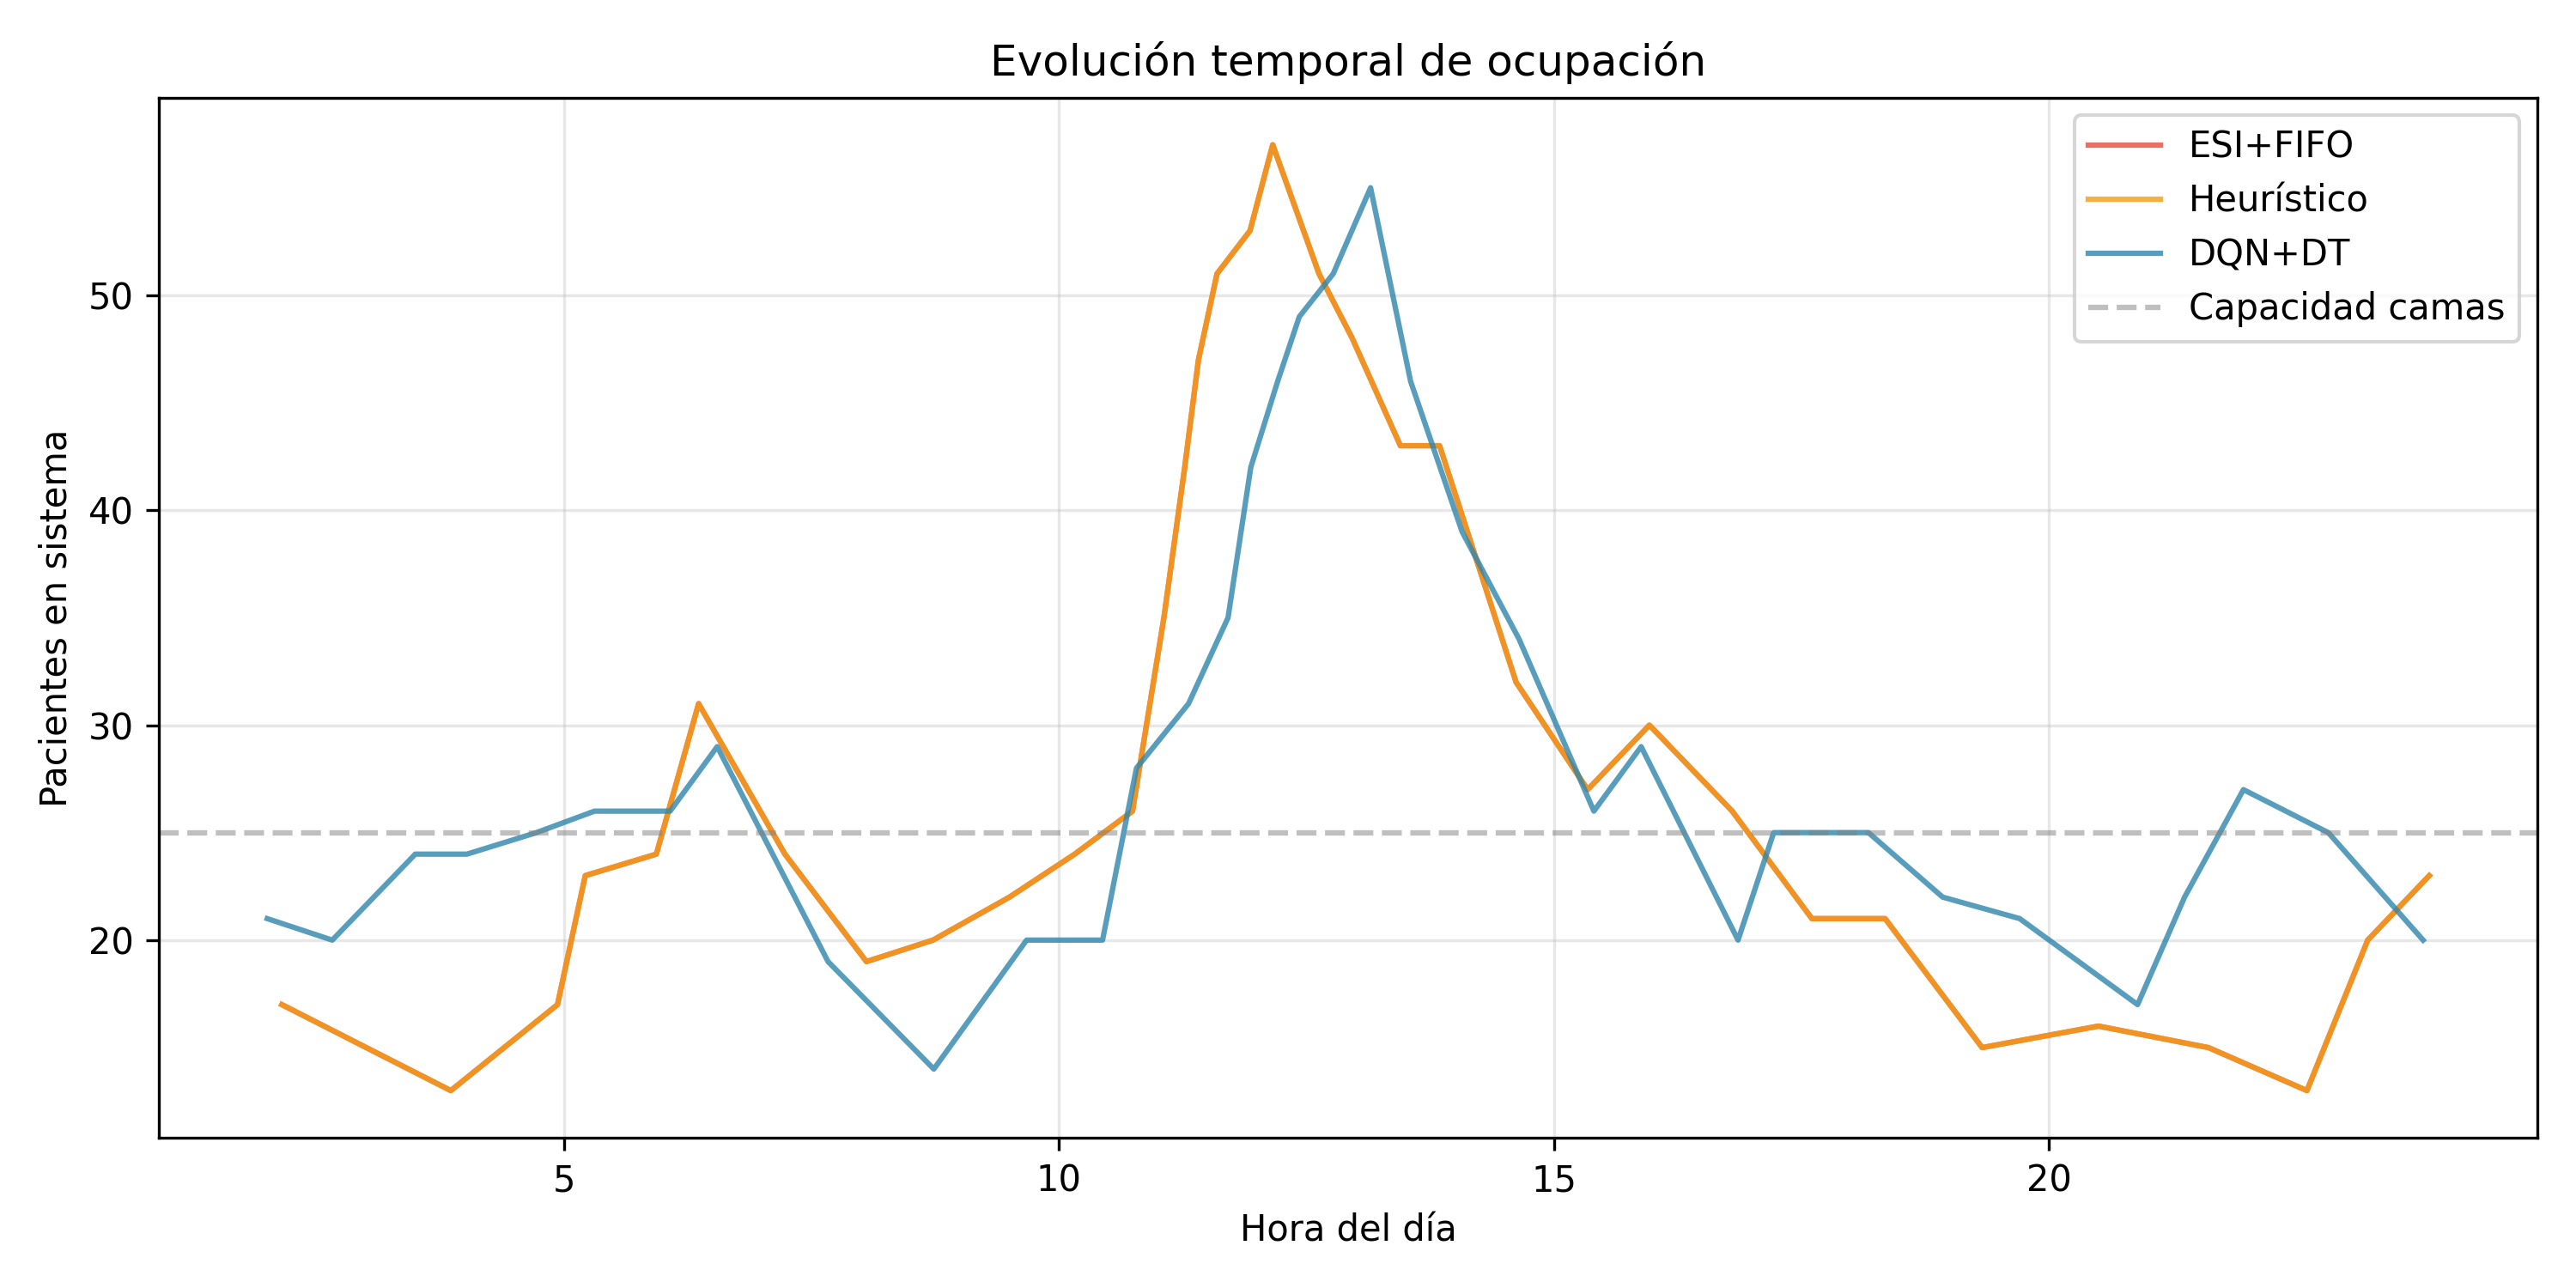 Evolución temporal de ocupación
ESI+FIFO
Heurístico
DQN+DT
Capacidad camas
Pacientes en sistema
50
40
30
20
5
10
15
20
Hora del día